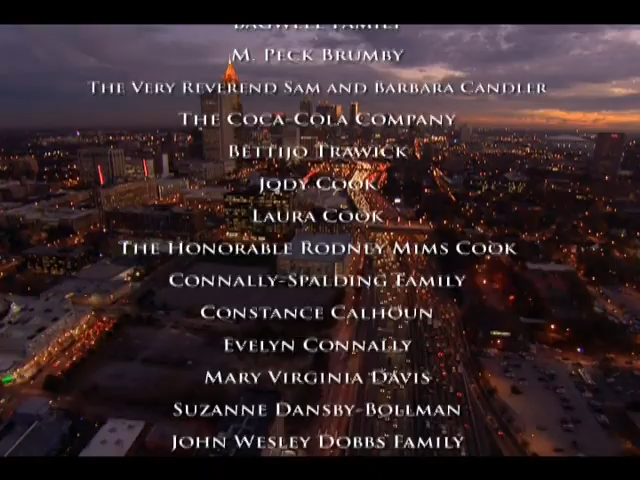 BAGWELL FAMILY
M. PECK BRUMBY
THE VERY REVEREND SAM AND BARBARA CANDLER
THE COCA-COLA COMPANY
BETTIJO TRAWICK
JODY COOK
LAURA COOK
THE HONORABLE RODNEY MIMS COOK
CONNALLY-SPALDING FAMILY
CONSTANCE CALHOUN
EVELYN CONNALLY
MARY VIRGINIA DAVIS
SUZANNE DANSBY-BOLLMAN
JOHN WESLEY DOBBS FAMILY